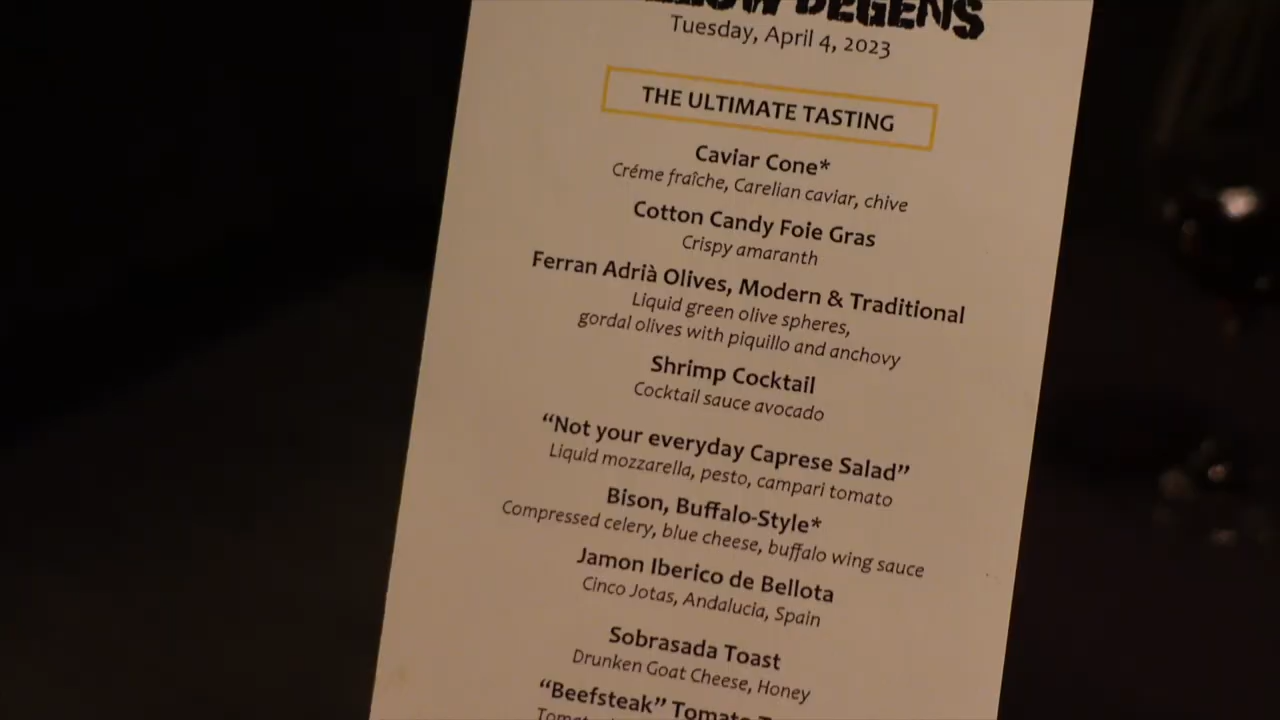 DEGENS
Tuesday, April 4, 2023
THE ULTIMATE TASTING
Caviar Cone*
Créme fraîche, Carelian caviar, chive
Cotton Candy Foie Gras
Crispy amaranth
Ferran Adrià Olives, Modern & Traditional
Liquid green olive spheres,
gordal olives with piquillo and anchovy
Shrimp Cocktail
Cocktail sauce avocado
“Not your everyday Caprese Salad”
Liquid mozzarella, pesto, campari tomato
Bison, Buffalo-Style*
Compressed celery, blue cheese, buffalo wing sauce
Jamon Iberico de Bellota
Cinco Jotas, Andalucia, Spain
Sobrasada Toast
Drunken Goat Cheese, Honey
“Beefsteak” Tomato